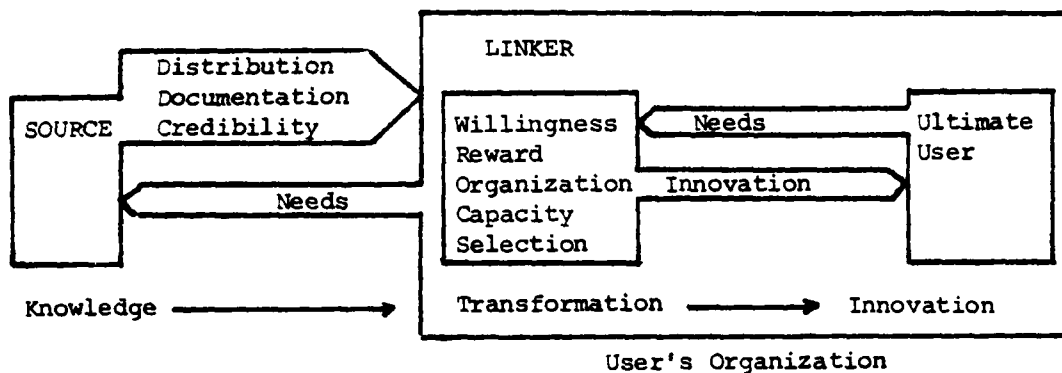 LINKER
Distribution
Documentation
Credibility
SOURCE
Needs
Willingness
Reward
Organization
Capacity
Selection
Needs
Innovation
Ultimate
User
Knowledge
Transformation
Innovation
User's Organization